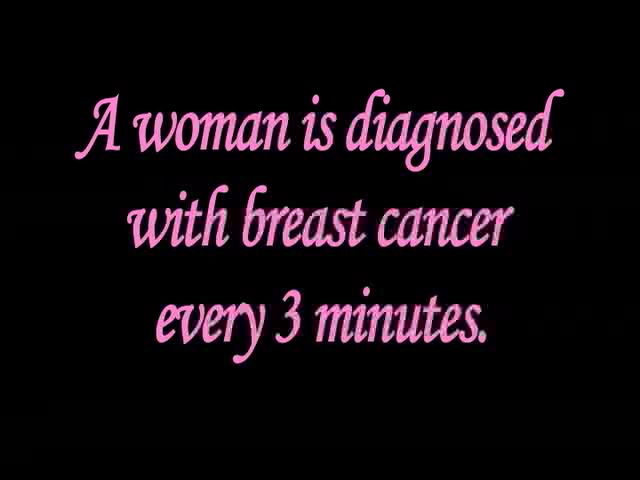 A woman is diagnosed
with breast cancer
every 3 minutes.